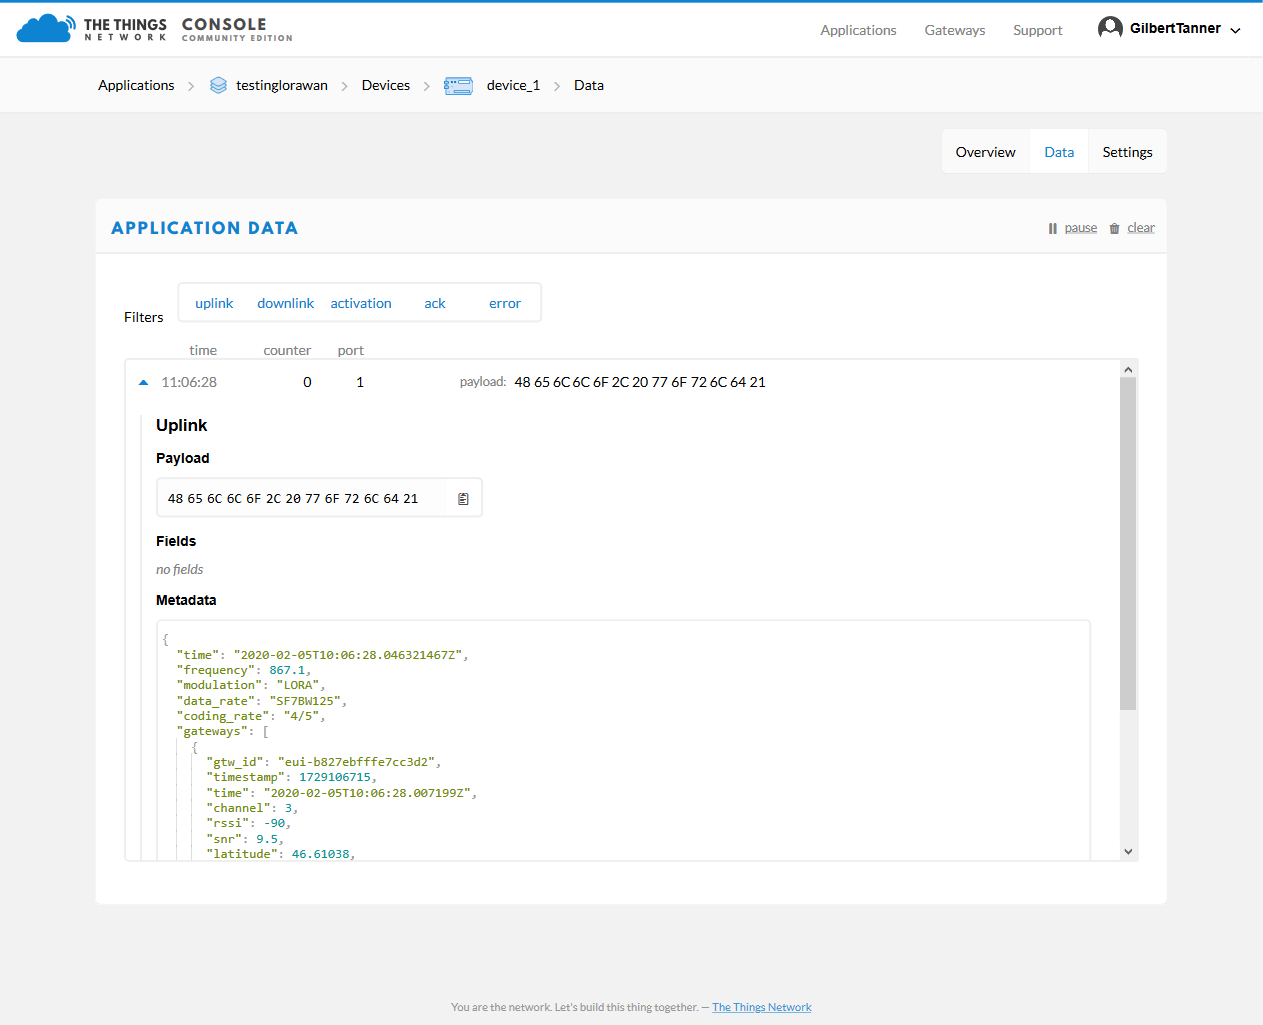 THE THINGS NETWORK CONSOLE COMMUNITY EDITION
Applications Gateways Support GilbertTanner
Applications testinglorawan Devices device_1 Data
Overview Data Settings
APPLICATION DATA pause clear
Filters uplink downlink activation ack error
time counter port
11:06:28 0 1 payload: 48 65 6C 6C 6F 2C 20 77 6F 72 6C 64 21
Uplink
Payload
48 65 6C 6C 6F 2C 20 77 6F 72 6C 64 21
Fields
no fields
Metadata
{
"time": "2020-02-05T10:06:28.046321467Z",
"frequency": 867.1,
"modulation": "LORA",
"data_rate": "SF7BW125",
"coding_rate": "4/5",
"gateways": [
{
"gtw_id": "eui-b827ebfffe7cc3d2",
"timestamp": 1729106715,
"time": "2020-02-05T10:06:28.007199Z",
"channel": 3,
"rssi": -90,
"snr": 9.5,
"latitude": 46.61038,
You are the network. Let's build this thing together. — The Things Network